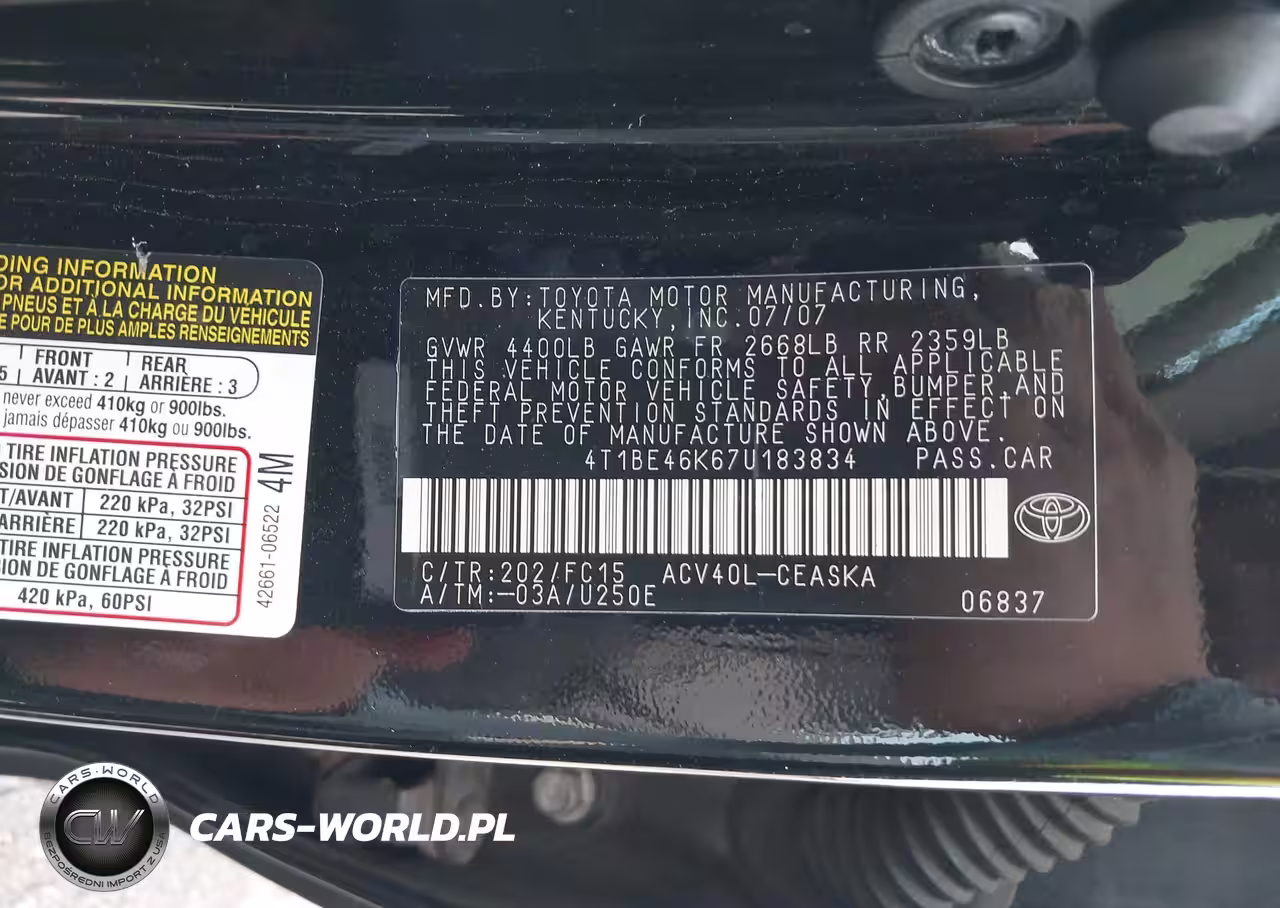 DING INFORMATION
OR ADDITIONAL INFORMATION
PNEUS ET À LA CHARGE DU VÉHICULE
E POUR DE PLUS AMPLES RENSEIGNEMENTS
5 | FRONT AVANT : 2 | REAR ARRIÈRE : 3
never exceed 410kg or 900lbs.
jamais dépasser 410kg ou 900lbs.
TIRE INFLATION PRESSURE
SION DE GONFLAGE À FROID
T/AVANT 220 kPa, 32PSI
ARRIÈRE 220 kPa, 32PSI
TIRE INFLATION PRESSURE
ION DE GONFLAGE À FROID
420 kPa, 60PSI
42661-06522 4M
MFD.BY:TOYOTA MOTOR MANUFACTURING,
KENTUCKY,INC.07/07
GVWR 4400LB GAWR FR 2668LB RR 2359LB
THIS VEHICLE CONFORMS TO ALL APPLICABLE
FEDERAL MOTOR VEHICLE SAFETY,BUMPER,AND
THEFT PREVENTION STANDARDS IN EFFECT ON
THE DATE OF MANUFACTURE SHOWN ABOVE.
4T1BE46K67U183834 PASS.CAR
C/TR:202/FC15 ACV40L-CEASKA
A/TM:-03A/U250E
06837
CARS-WORLD
CW
BEZPOŚREDNI IMPORT Z USA
CARS-WORLD.PL